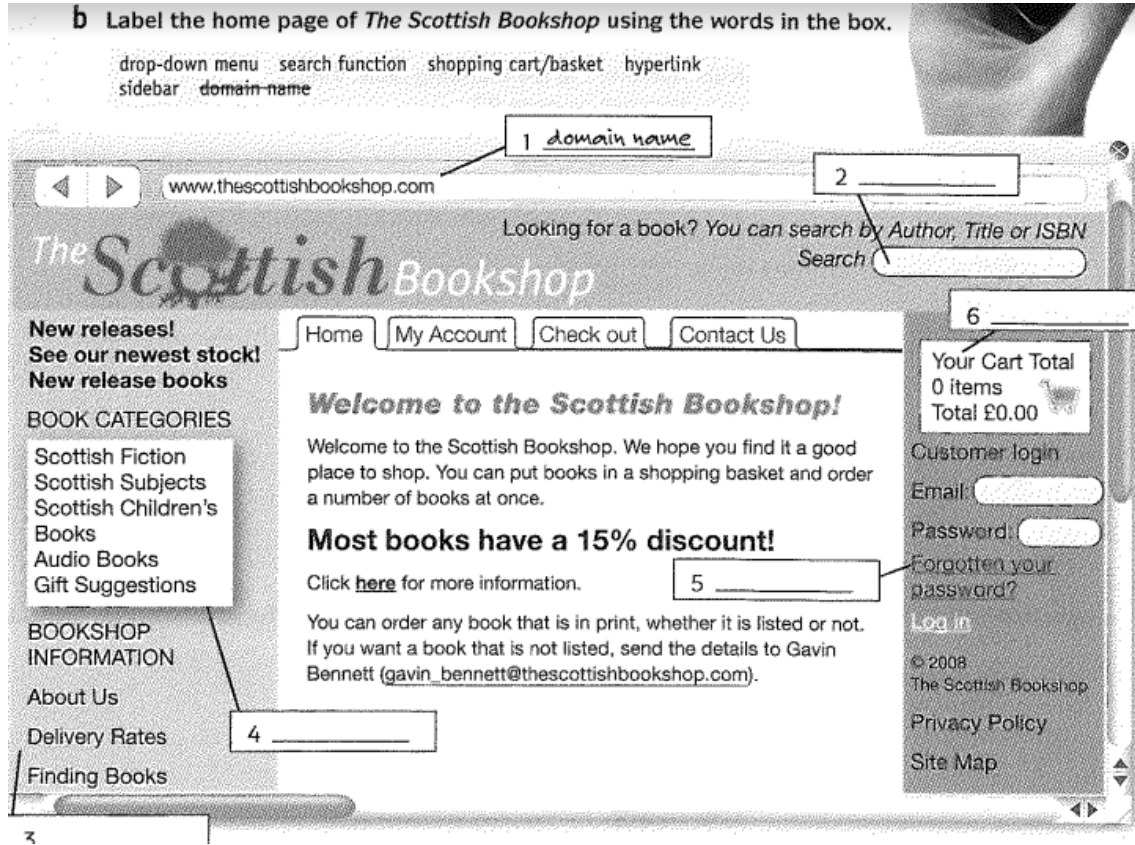 b Label the home page of The Scottish Bookshop using the words in the box.
drop-down menu search function shopping cart/basket hyperlink
sidebar domain name
1 domain name
2
www.thescottishbookshop.com
Looking for a book? You can search by Author, Title or ISBN
Search
The Scottish Bookshop
6
New releases!
See our newest stock!
New release books
BOOK CATEGORIES
Scottish Fiction
Scottish Subjects
Scottish Children's
Books
Audio Books
Gift Suggestions
BOOKSHOP
INFORMATION
About Us
Delivery Rates
Finding Books
3
4
Home My Account Check out Contact Us
Welcome to the Scottish Bookshop!
Welcome to the Scottish Bookshop. We hope you find it a good
place to shop. You can put books in a shopping basket and order
a number of books at once.
Most books have a 15% discount!
Click here for more information.
5
You can order any book that is in print, whether it is listed or not.
If you want a book that is not listed, send the details to Gavin
Bennett (gavin_bennett@thescottishbookshop.com).
Your Cart Total
0 items
Total £0.00
Customer login
Email:
Password:
Forgotten your
password?
Log in
© 2008
The Scottish Bookshop
Privacy Policy
Site Map